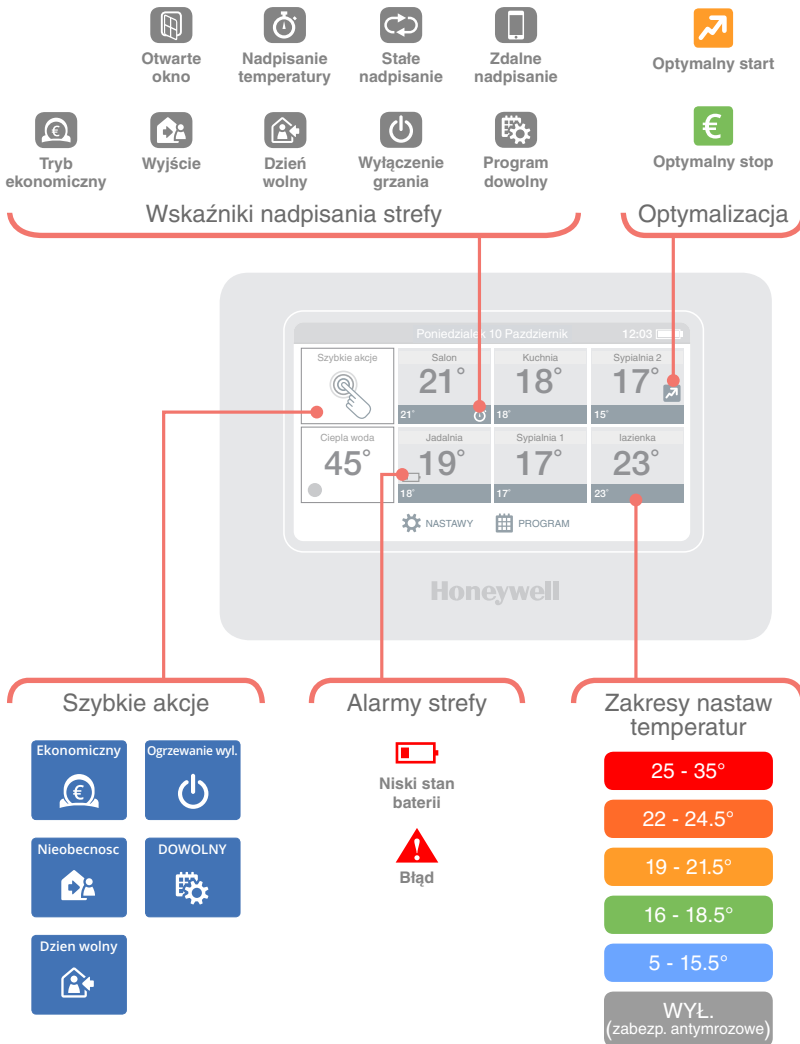 Otwarte
okno
Nadpisanie
temperatury
Stałe
nadpisanie
Zdalne
nadpisanie
Optymalny start
Tryb
ekonomiczny
Wyjście
Dzień
wolny
Wyłączenie
grzania
Program
dowolny
Optymalny stop
Wskaźniki nadpisania strefy
Optymalizacja
Poniedzialek 10 Pazdziernik 12:03
Szybkie akcje
Salon
21°
21°
Kuchnia
18°
18°
Sypialnia 2
17°
15°
Ciepla woda
45°
Jadalnia
19°
18°
Sypialnia 1
17°
17°
lazienka
23°
23°
NASTAWY
PROGRAM
Honeywell
Szybkie akcje
Ekonomiczny
Ogrzewanie wyl.
Nieobecnosc
DOWOLNY
Dzien wolny
Alarmy strefy
Niski stan
baterii
Błąd
Zakresy nastaw
temperatur
25 - 35°
22 - 24.5°
19 - 21.5°
16 - 18.5°
5 - 15.5°
WYŁ.
(zabezp. antymrozowe)